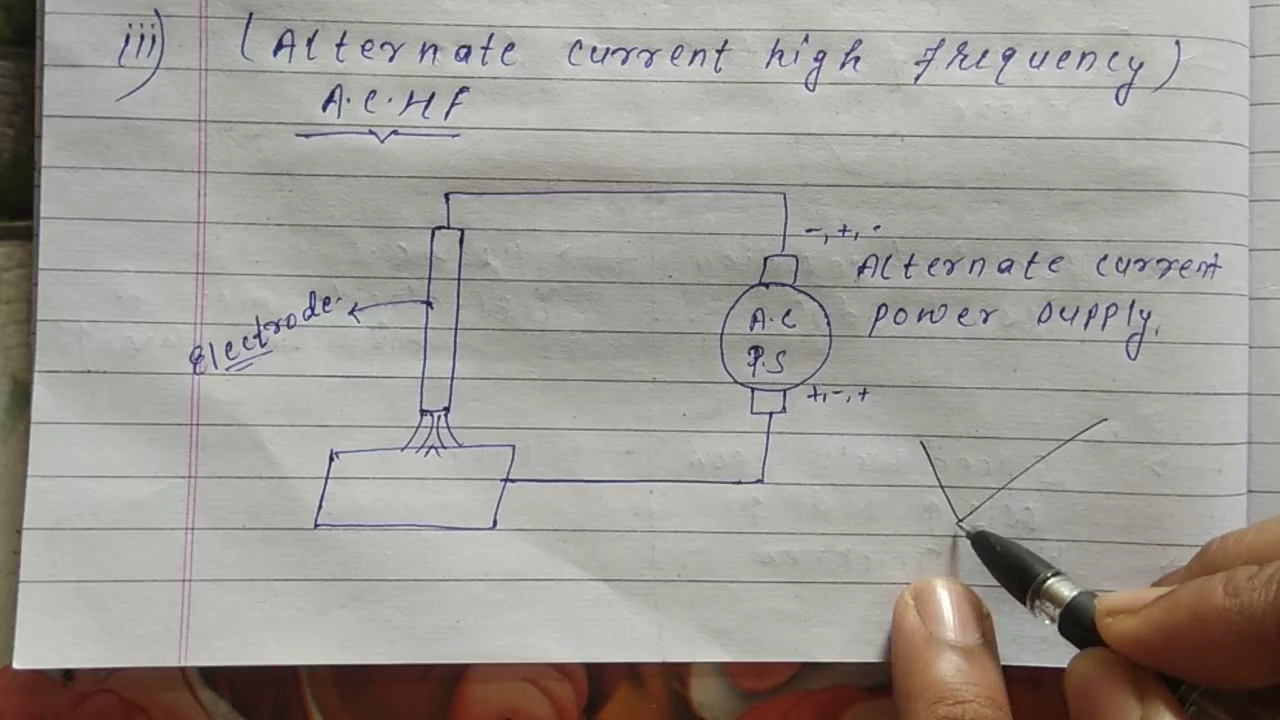 iii) (Alternate current high frequency)
A.C.HF
-,+,-
Alternate current
power supply.
Electrode.
A.C
P.S
+,-,+